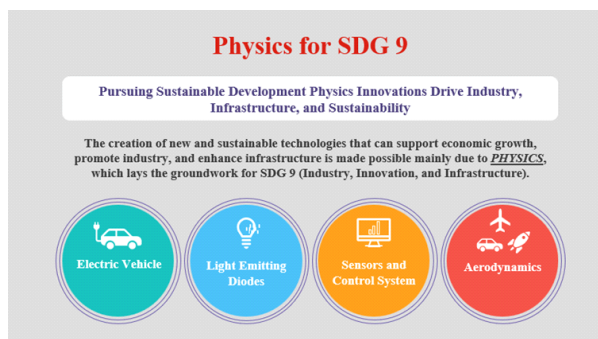 Physics for SDG 9
Pursuing Sustainable Development Physics Innovations Drive Industry,
Infrastructure, and Sustainability
The creation of new and sustainable technologies that can support economic growth,
promote industry, and enhance infrastructure is made possible mainly due to PHYSICS,
which lays the groundwork for SDG 9 (Industry, Innovation, and Infrastructure).
Electric Vehicle
Light Emitting
Diodes
Sensors and
Control System
Aerodynamics